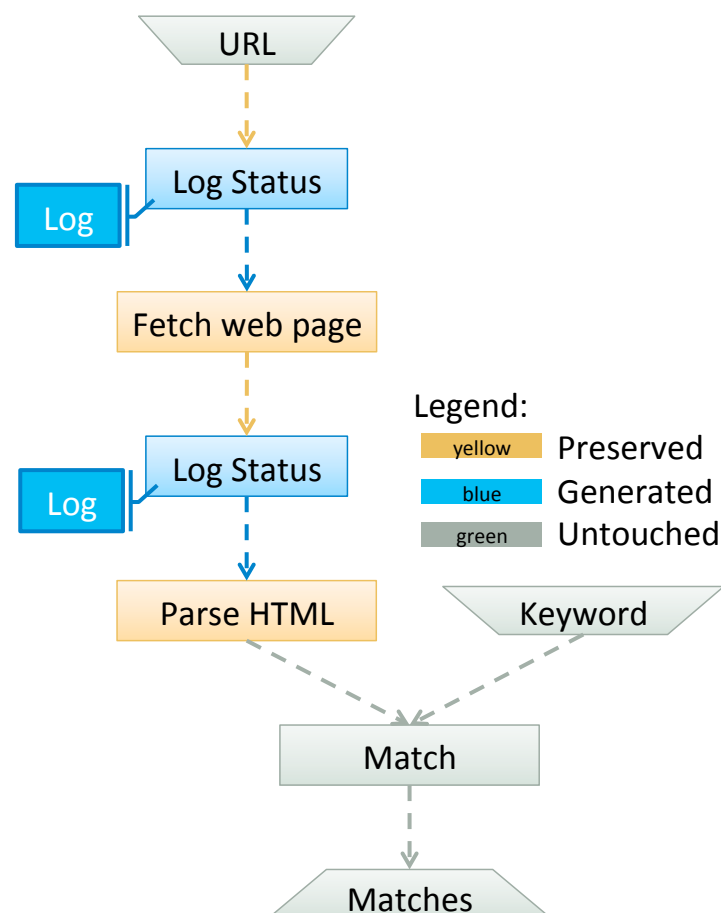 URL
Log Status
Log
Fetch web page
Legend:
yellow Preserved
Log Status
blue Generated
Log
green Untouched
Parse HTML
Keyword
Match
Matches